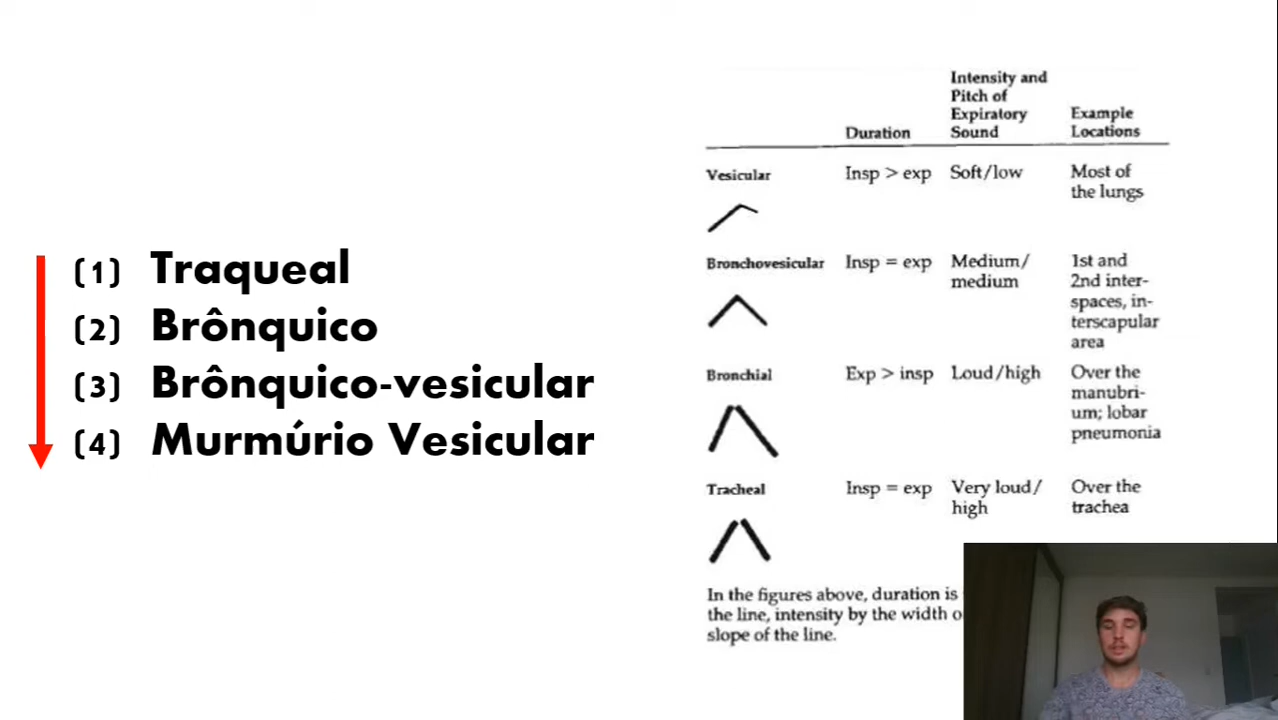 (1) Traqueal
(2) Brônquico
(3) Brônquico-vesicular
(4) Murmúrio Vesicular
Duration
Intensity and
Pitch of
Expiratory
Sound
Example
Locations
Vesicular
Insp > exp
Soft/low
Most of
the lungs
Bronchovesicular
Insp = exp
Medium/
medium
1st and
2nd inter-
spaces, in-
terscapular
area
Bronchial
Exp > insp
Loud/high
Over the
manubri-
um; lobar
pneumonia
Tracheal
Insp = exp
Very loud/
high
Over the
trachea
In the figures above, duration is
the line, intensity by the width
slope of the line.